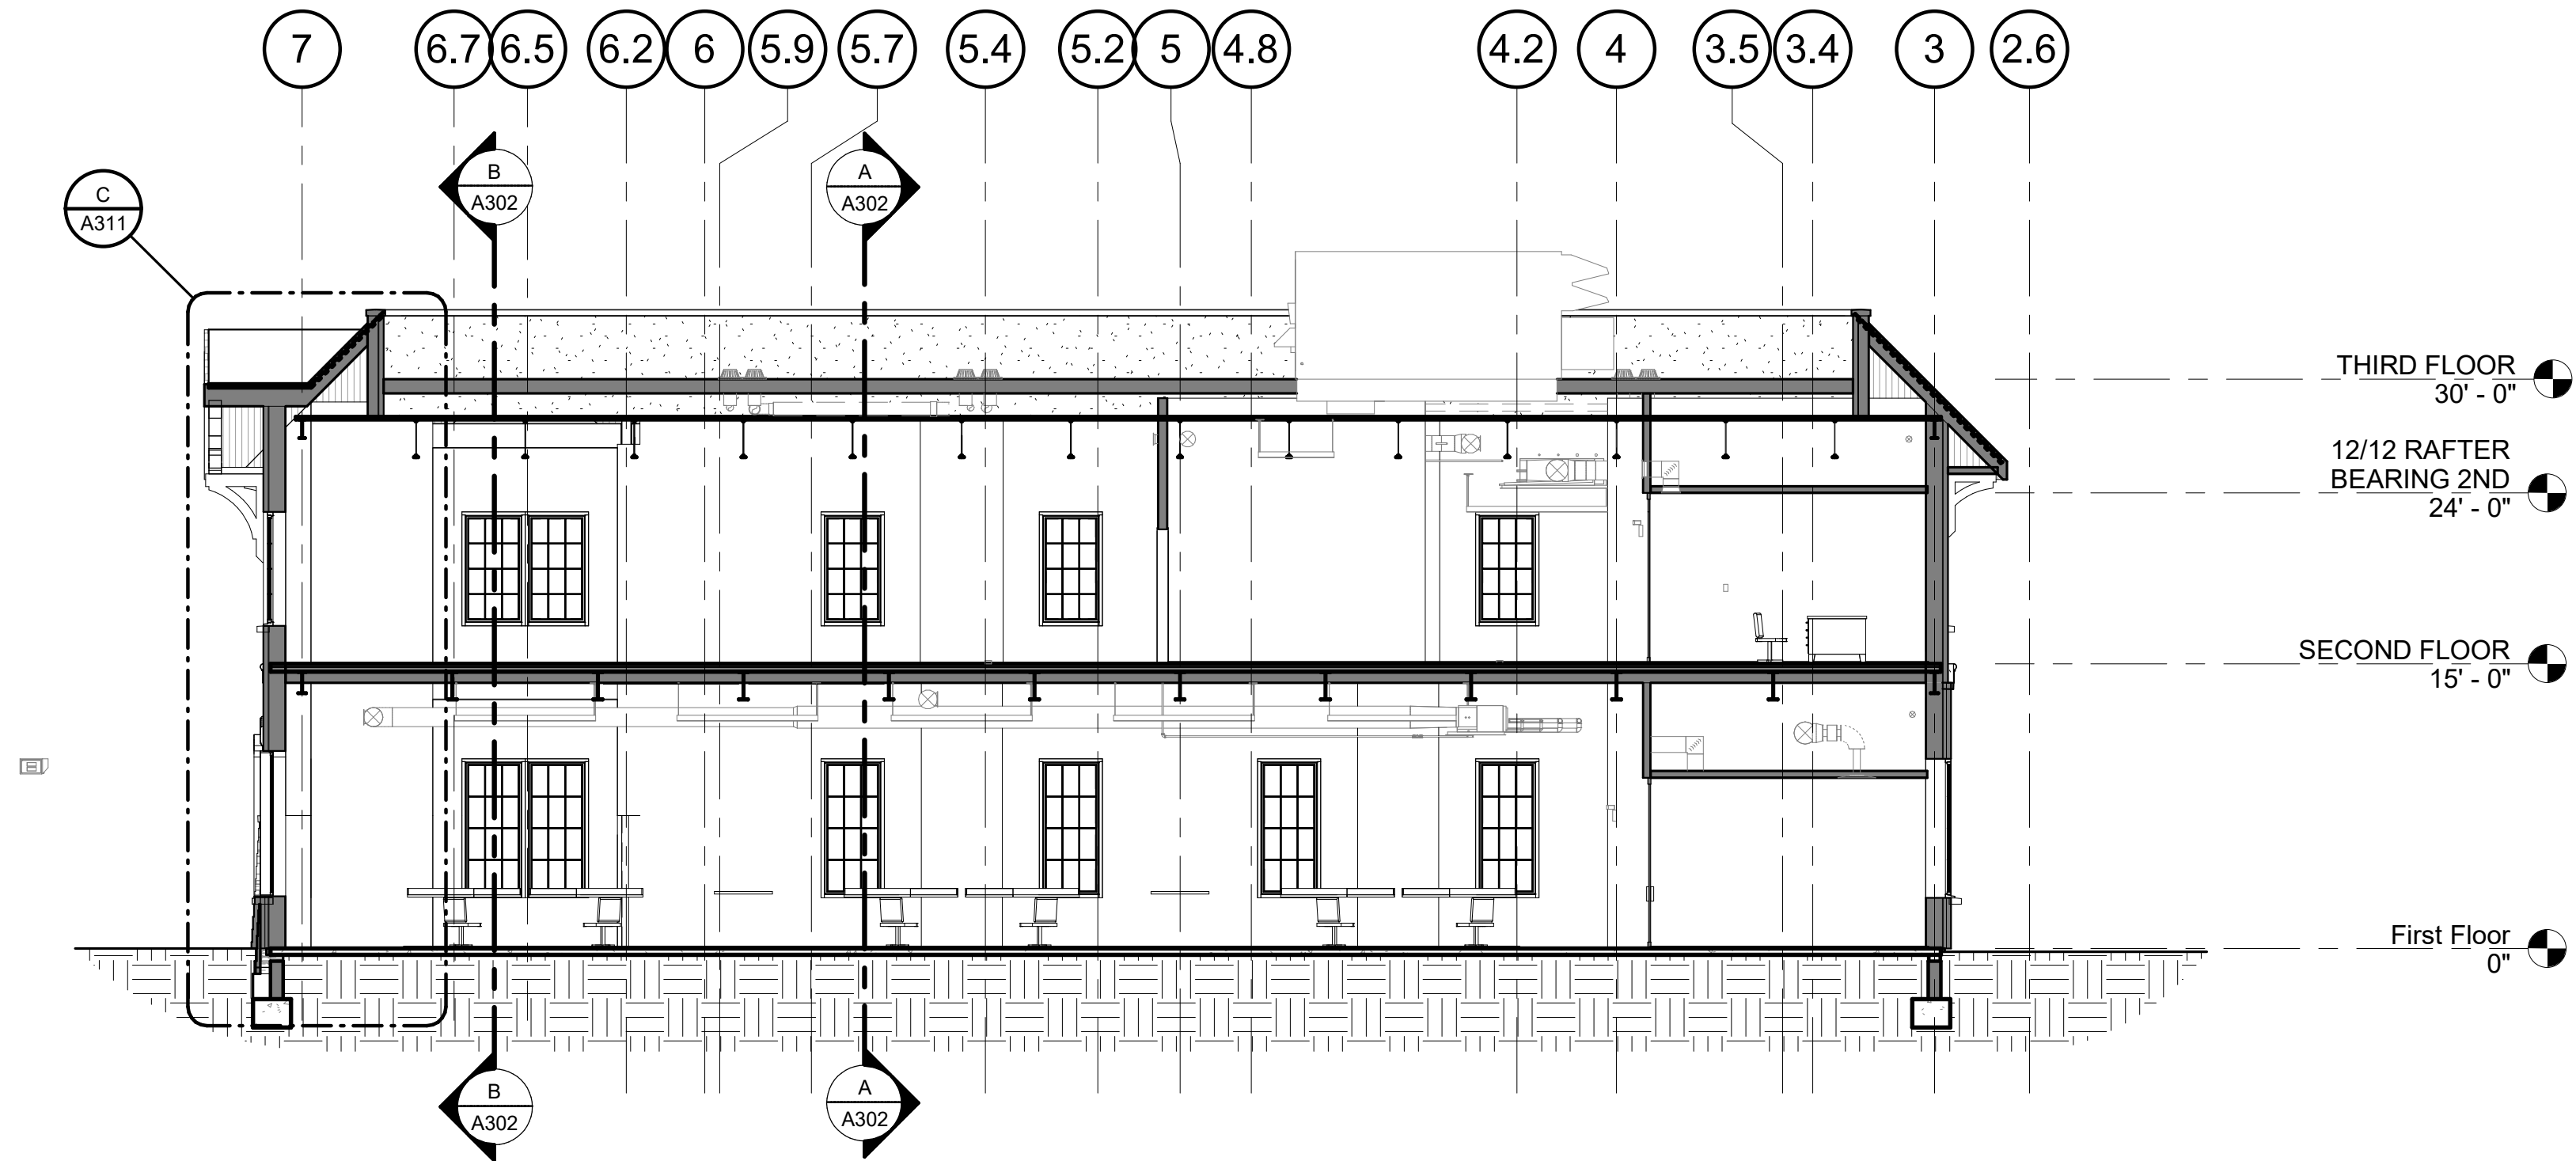 7 6.7 6.5 6.2 6 5.9 5.7 5.4 5.2 5 4.8 4.2 4 3.5 3.4 3 2.6
B
A302
A
A302
C
A311
THIRD FLOOR
30' - 0"
12/12 RAFTER
BEARING 2ND
24' - 0"
SECOND FLOOR
15' - 0"
First Floor
0"
B
A302
A
A302